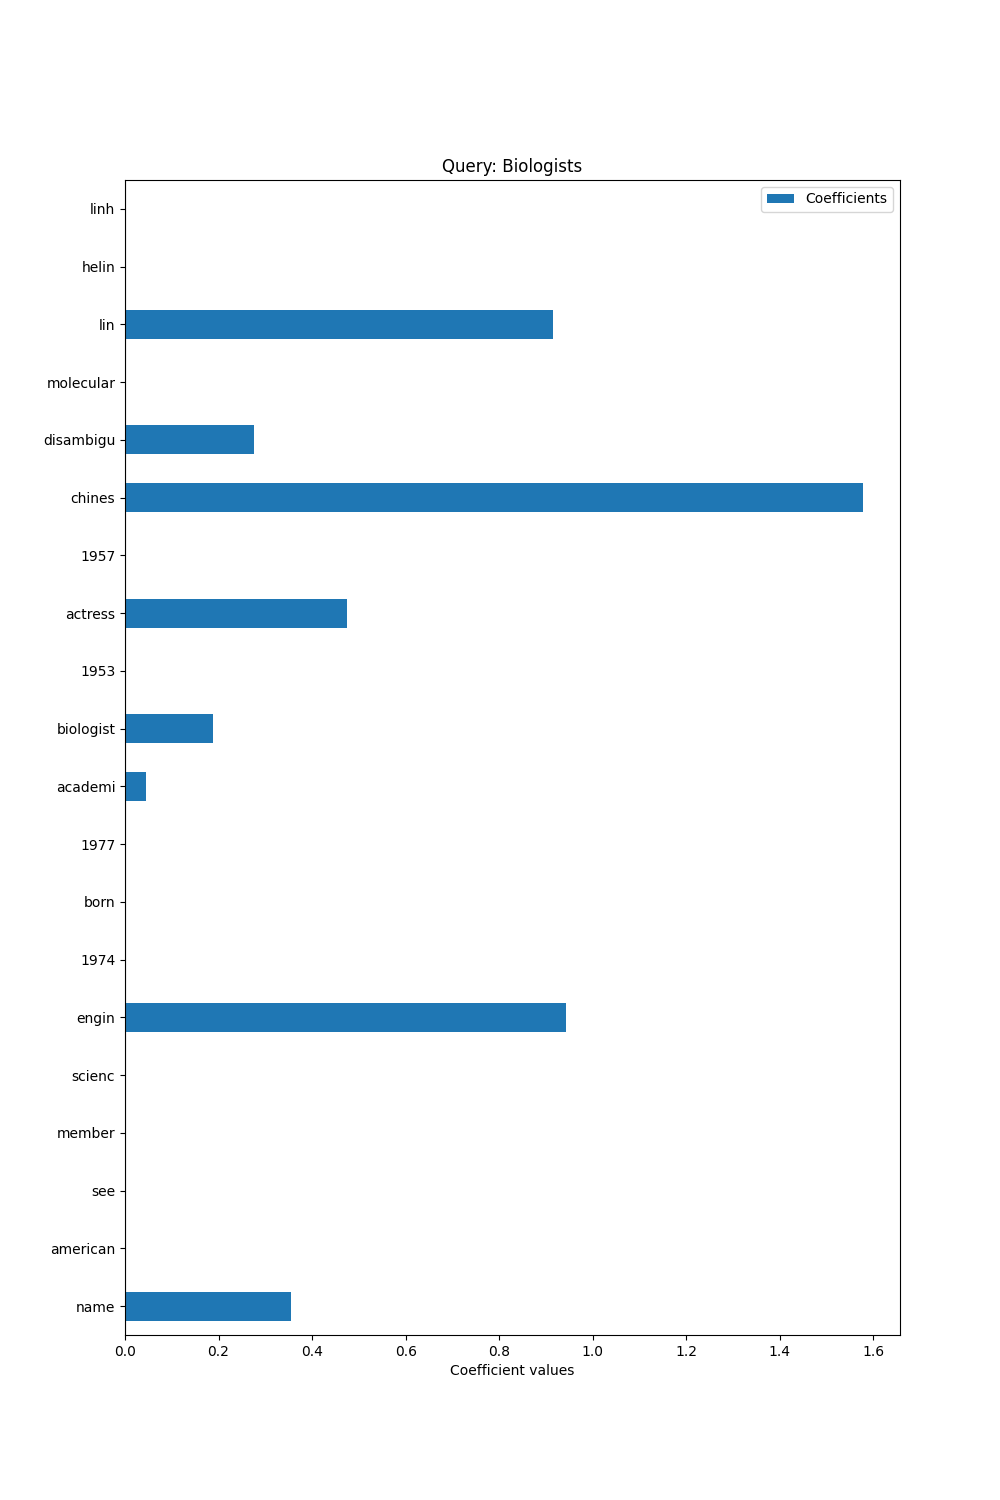 Query: Biologists
Coefficients
linh
helin
lin
molecular
disambigu
chines
1957
actress
1953
biologist
academi
1977
born
1974
engin
scienc
member
see
american
name
0.0 0.2 0.4 0.6 0.8 1.0 1.2 1.4 1.6
Coefficient values